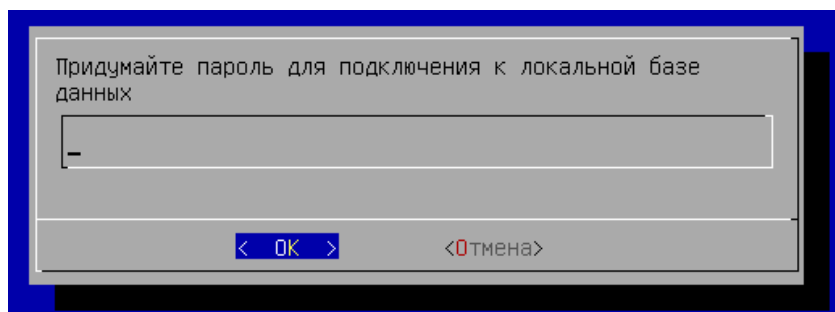 Придумайте пароль для подключения к локальной базе
данных
< OK > <Отмена>